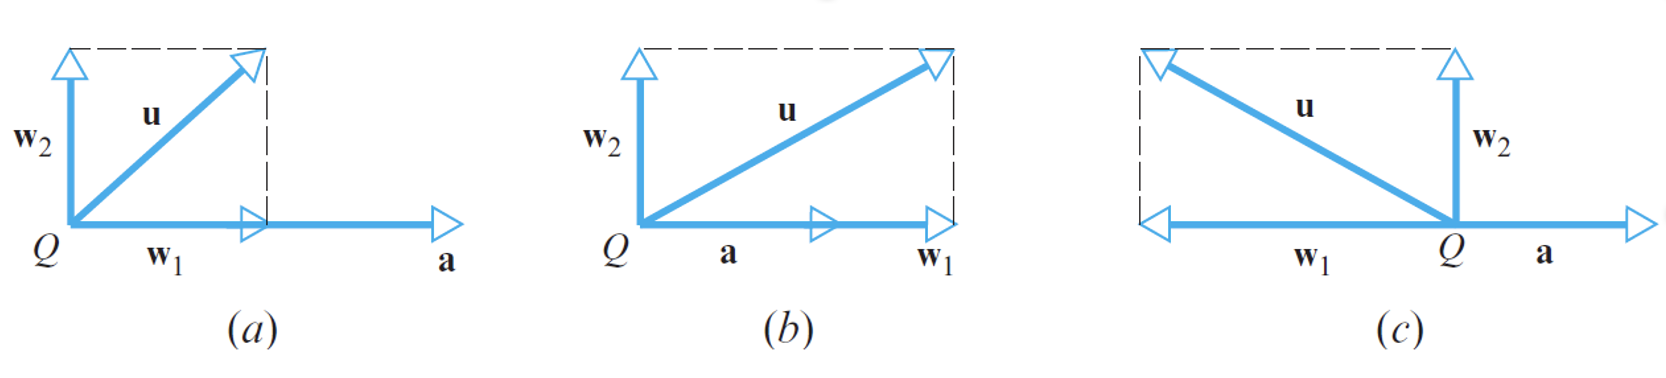 u u u
w₂ w₂ w₂
Q w₁ a Q a w₁ w₁ Q a
(a) (b) (c)